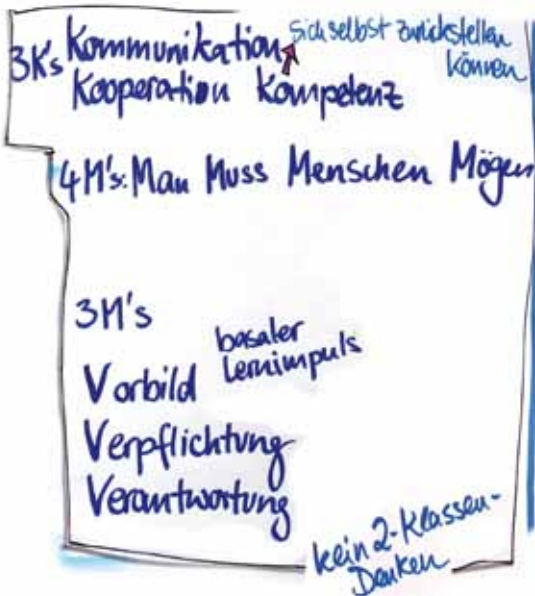 3K's Kommunikation
sich selbst zurückstellen
können
Kooperation Kompetenz
4M's: Man Muss Menschen Mögen
3M's
basaler
Lernimpuls
Vorbild
Verpflichtung
Verantwortung
kein 2-Klassen-
Denken